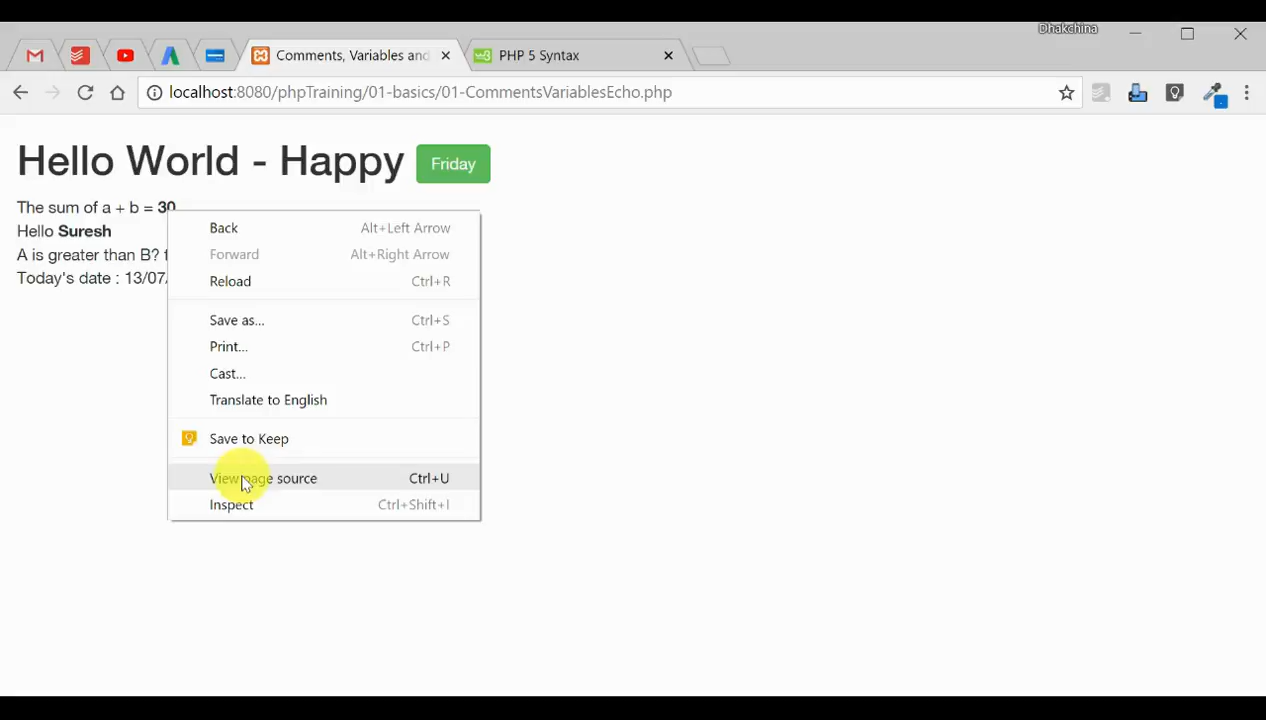 Dhakchina
Comments, Variables and
PHP 5 Syntax
localhost:8080/phpTraining/01-basics/01-CommentsVariablesEcho.php
Hello World - Happy Friday
The sum of a + b = 30
Hello Suresh
A is greater than B?
Today's date : 13/07/
Back Alt+Left Arrow
Forward Alt+Right Arrow
Reload Ctrl+R
Save as... Ctrl+S
Print... Ctrl+P
Cast...
Translate to English
Save to Keep
View page source Ctrl+U
Inspect Ctrl+Shift+I